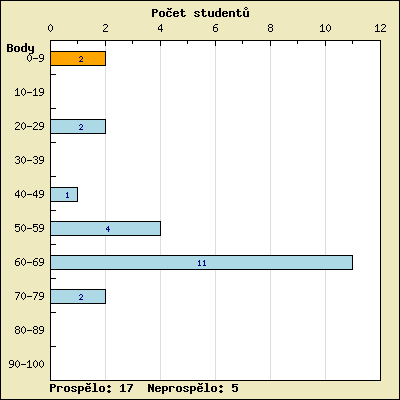 Počet studentů
0 2 4 6 8 10 12
Body
0-9 2
10-19
20-29 2
30-39
40-49 1
50-59 4
60-69 11
70-79 2
80-89
90-100
Prospělo: 17 Neprospělo: 5